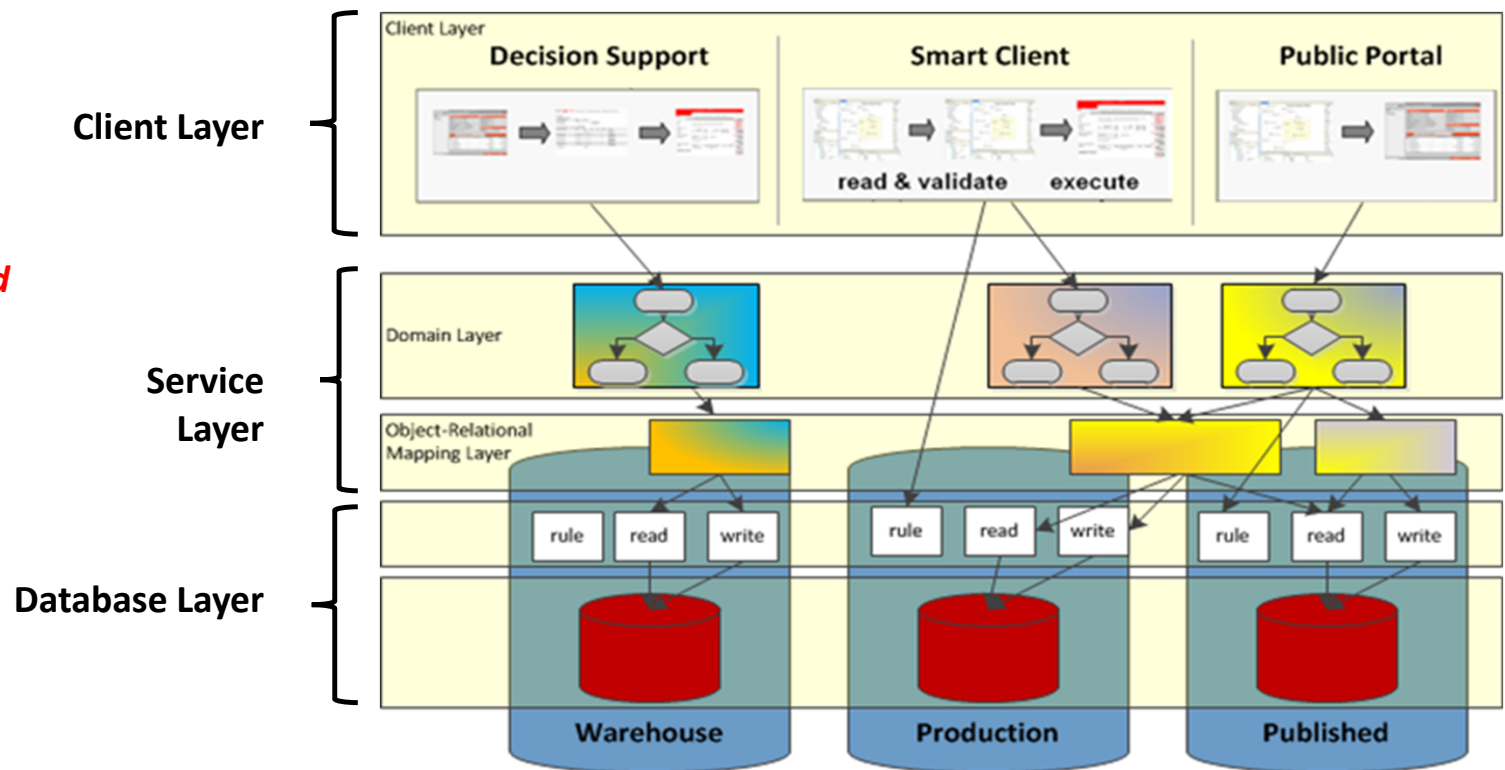 Client Layer
Client Layer
Decision Support
Smart Client
Public Portal
read & validate
execute
d
Service
Layer
Domain Layer
Object-Relational
Mapping Layer
Database Layer
rule
read
write
rule
read
write
rule
read
write
Warehouse
Production
Published